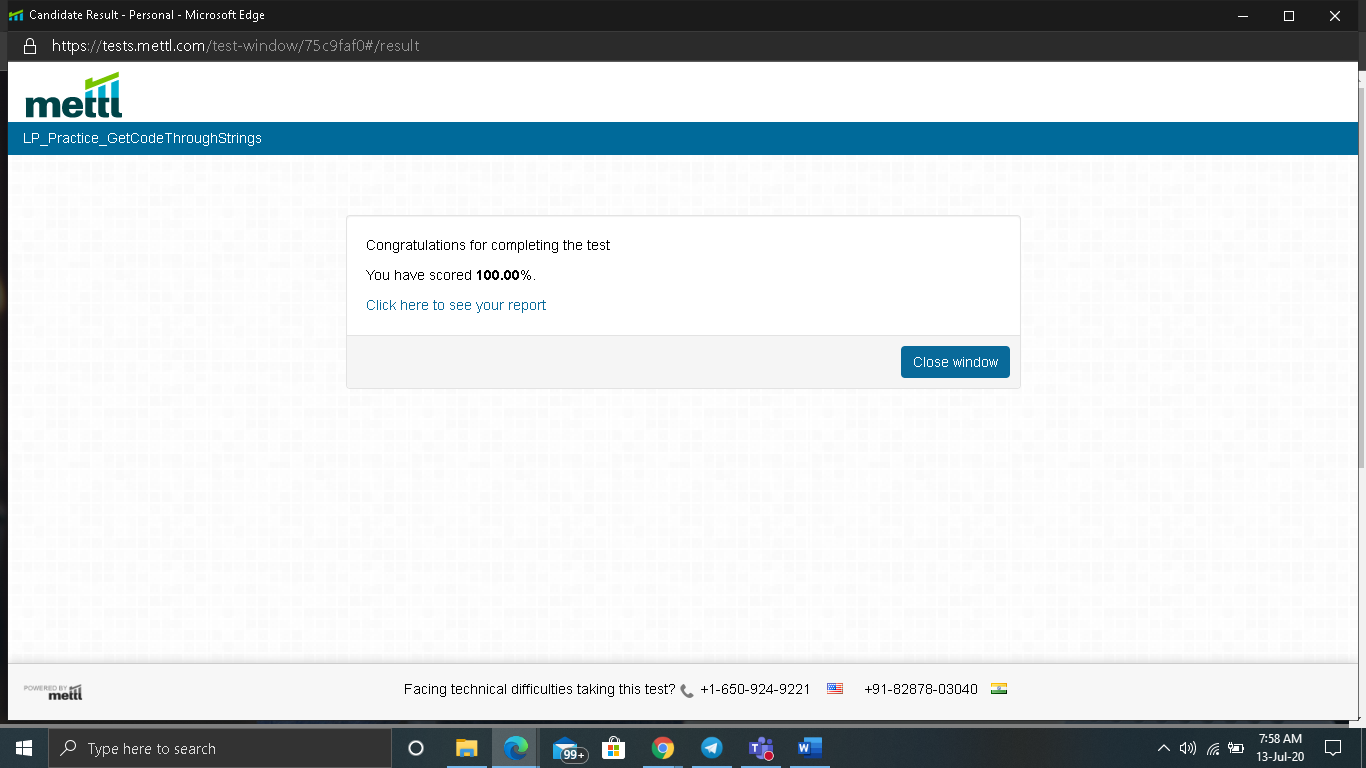 Candidate Result - Personal - Microsoft Edge
https://tests.mettl.com/test-window/75c9faf0#/result
mettl
LP_Practice_GetCodeThroughStrings
Congratulations for completing the test
You have scored 100.00%.
Click here to see your report
Close window
POWERED BY mettl
Facing technical difficulties taking this test? +1-650-924-9221 +91-82878-03040
Type here to search
99+
7:58 AM
13-Jul-20